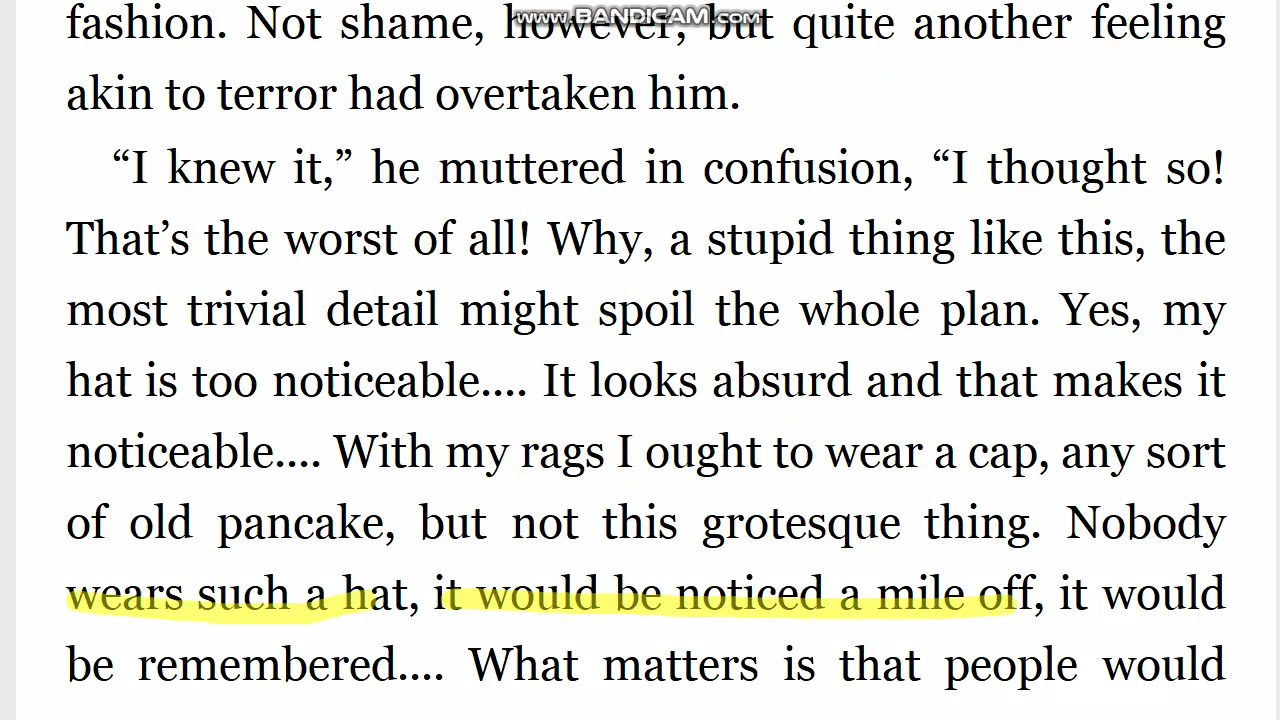 www.BANDICAM.com
fashion. Not shame, however, but quite another feeling
akin to terror had overtaken him.
“I knew it,” he muttered in confusion, “I thought so!
That’s the worst of all! Why, a stupid thing like this, the
most trivial detail might spoil the whole plan. Yes, my
hat is too noticeable.... It looks absurd and that makes it
noticeable.... With my rags I ought to wear a cap, any sort
of old pancake, but not this grotesque thing. Nobody
wears such a hat, it would be noticed a mile off, it would
be remembered.... What matters is that people would